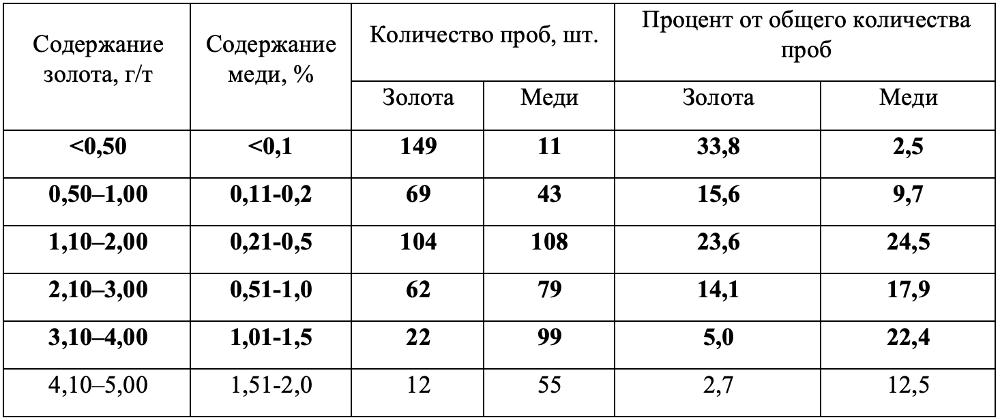 Содержание золота, г/т
Содержание меди, %
Количество проб, шт.
Процент от общего количества проб
Золота Меди Золота Меди
<0,50 <0,1 149 11 33,8 2,5
0,50–1,00 0,11-0,2 69 43 15,6 9,7
1,10–2,00 0,21-0,5 104 108 23,6 24,5
2,10–3,00 0,51-1,0 62 79 14,1 17,9
3,10–4,00 1,01-1,5 22 99 5,0 22,4
4,10–5,00 1,51-2,0 12 55 2,7 12,5